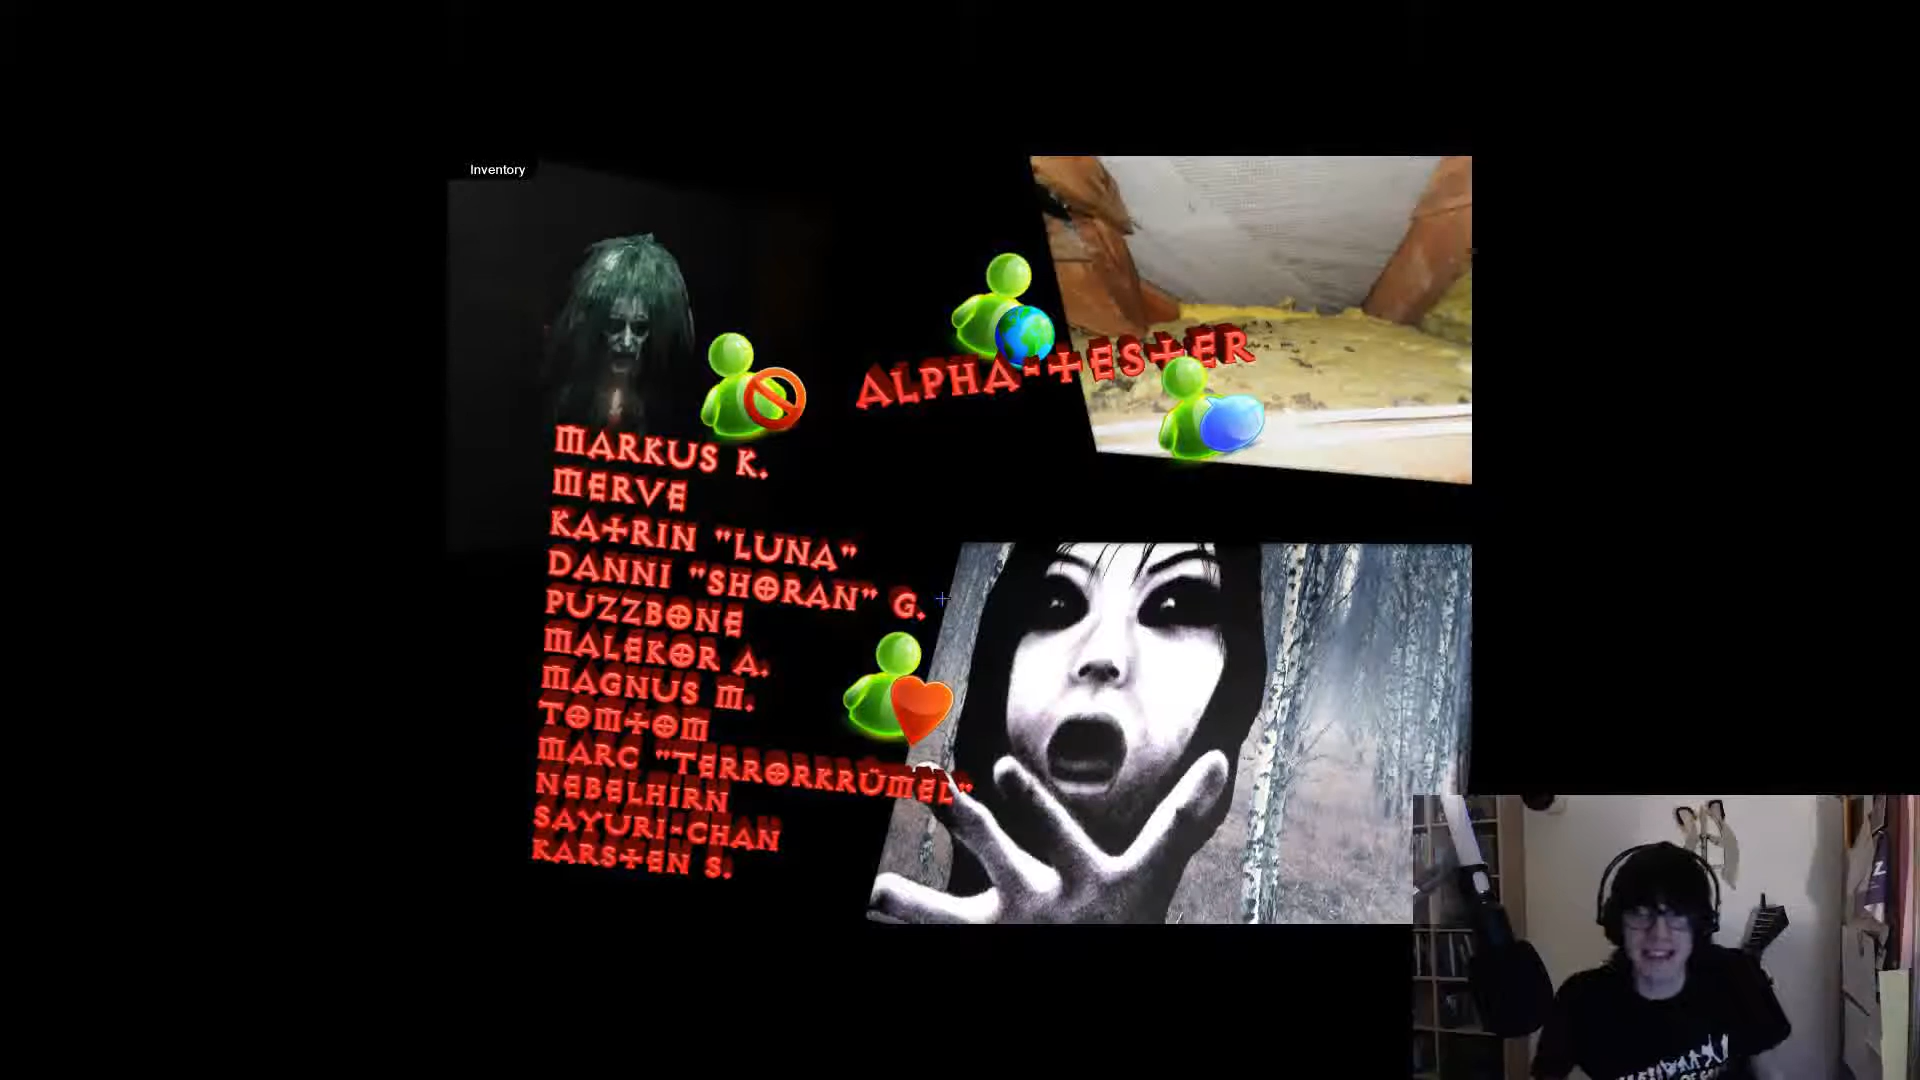 Inventory
ALPHA-TESTER
MARKUS K.
MERVE
KATRIN "LUNA"
DANNI "SHORAN" G.
PUZZBONE
MALEKOR A.
MAGNUS M.
TOMTOM
MARC "TERRORKRÜMEL"
NEBELHIRN
SAYURI-CHAN
KARSTEN S.